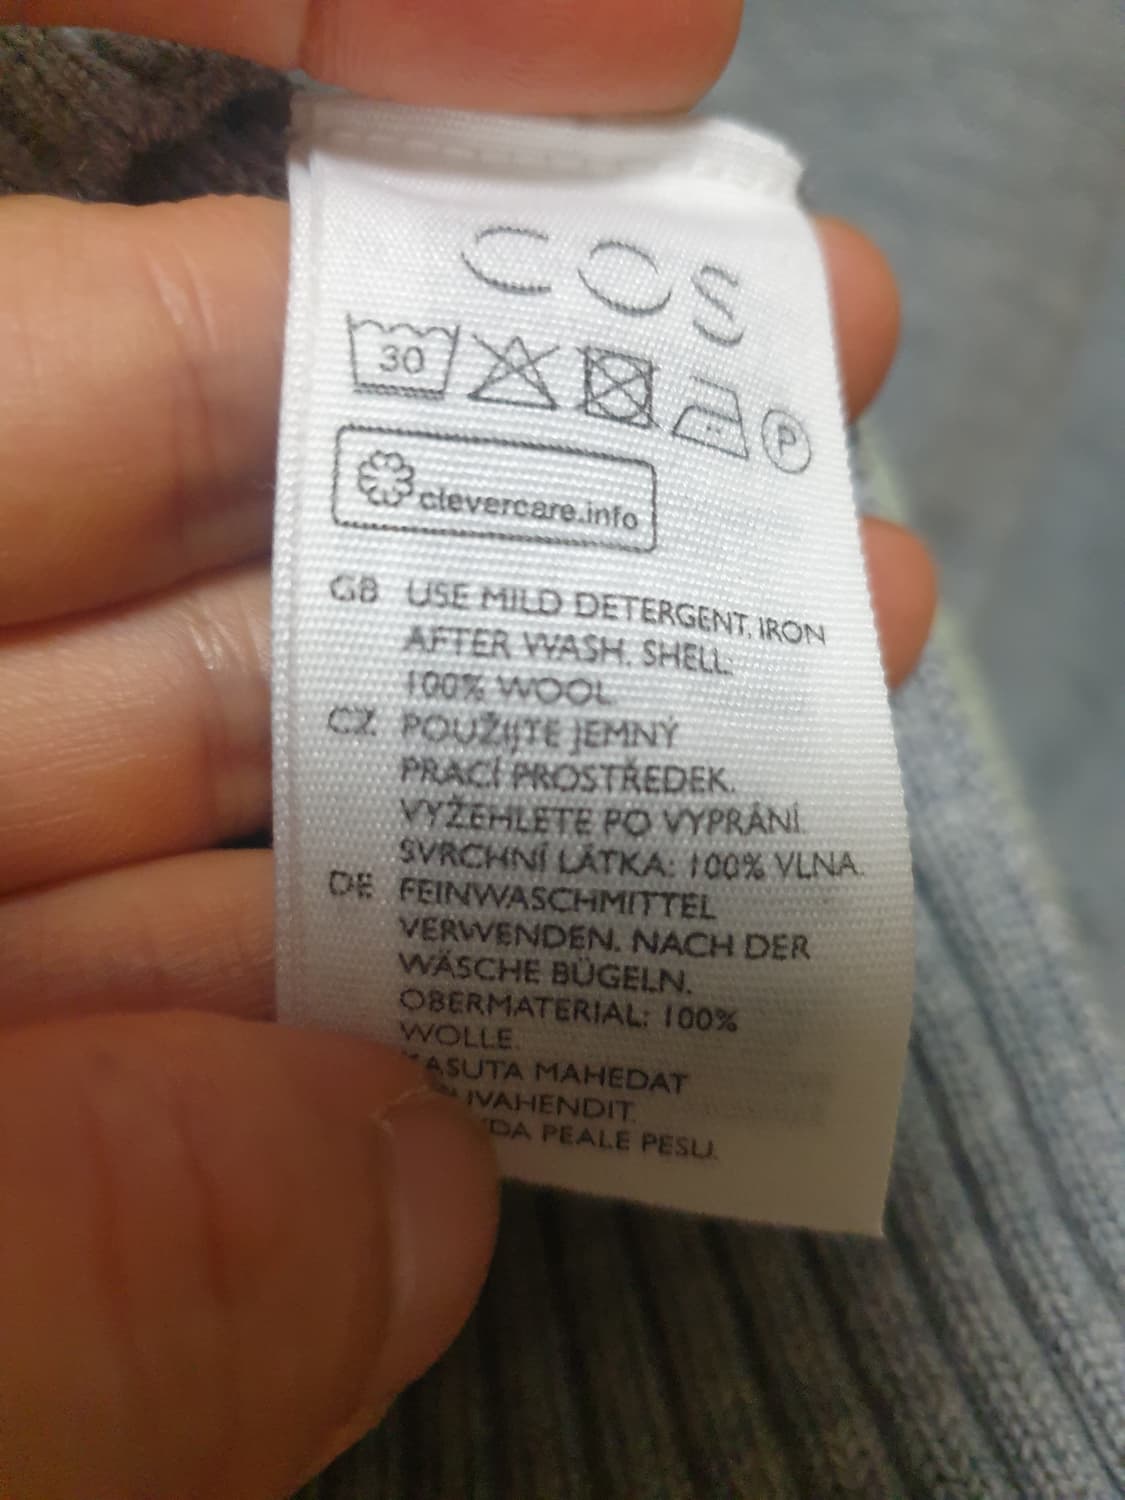 COS
30
P
clevercare.info
GB USE MILD DETERGENT. IRON
AFTER WASH. SHELL:
100% WOOL
CZ POUŽIJTE JEMNÝ
PRACÍ PROSTŘEDEK.
VYŽEHLETE PO VYPRÁNÍ.
SVRCHNÍ LÁTKA: 100% VLNA.
DE FEINWASCHMITTEL
VERWENDEN. NACH DER
WÄSCHE BÜGELN.
OBERMATERIAL: 100%
WOLLE.
MAHEDAT
PEALE PESU.